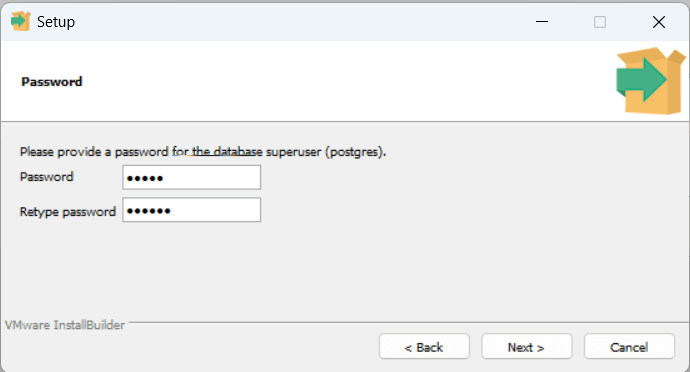 Setup
Password
Please provide a password for the database superuser (postgres).
Password •••••
Retype password ••••••
VMware InstallBuilder
< Back Next > Cancel